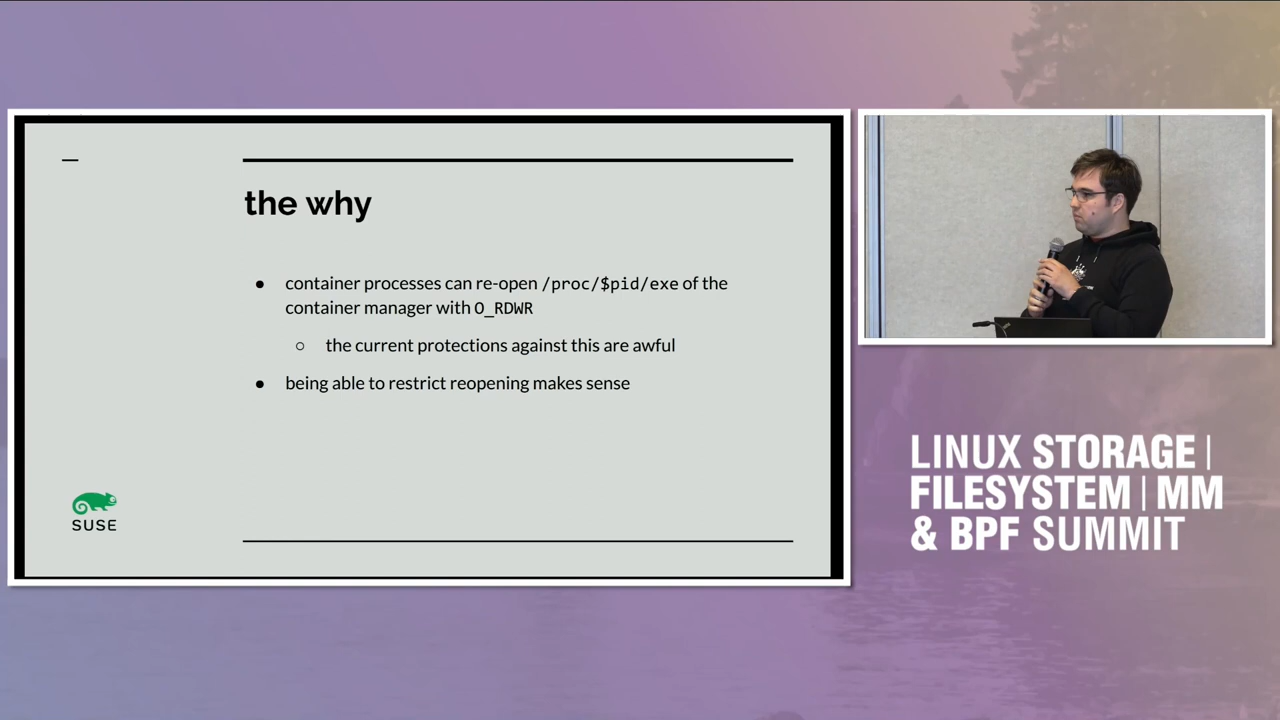 the why
● container processes can re-open /proc/$pid/exe of the
container manager with O_RDWR
○ the current protections against this are awful
● being able to restrict reopening makes sense
SUSE
LINUX STORAGE |
FILESYSTEM | MM
& BPF SUMMIT